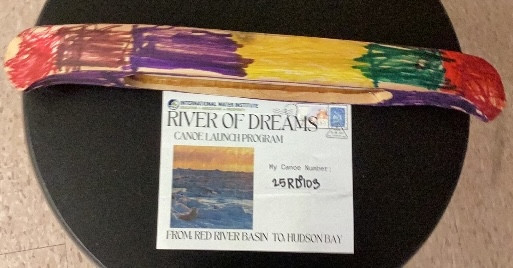 INTERNATIONAL WATER INSTITUTE
RIVER OF DREAMS
CANOE LAUNCH PROGRAM
My Canoe Number:
25RD103
FROM RED RIVER BASIN TO HUDSON BAY